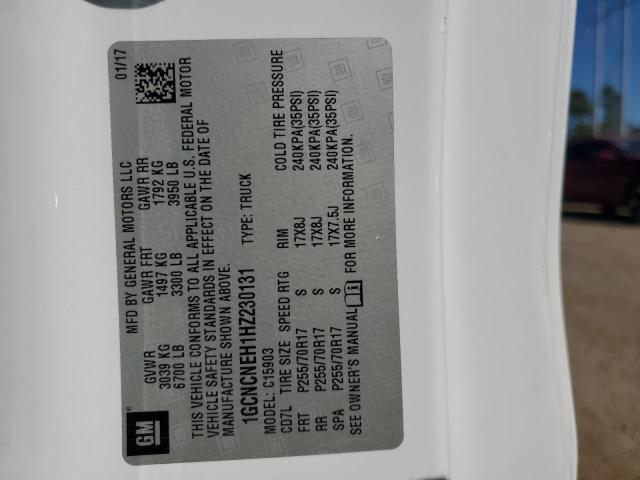 GM
MFD BY GENERAL MOTORS LLC 01/17
GVWR GAWR FRT GAWR RR
3039 KG 1497 KG 1792 KG
6700 LB 3300 LB 3950 LB
THIS VEHICLE CONFORMS TO ALL APPLICABLE U.S. FEDERAL MOTOR
VEHICLE SAFETY STANDARDS IN EFFECT ON THE DATE OF
MANUFACTURE SHOWN ABOVE.
1GCNCNEH1HZ230131 TYPE: TRUCK
MODEL: C15903
CD7L TIRE SIZE SPEED RTG RIM COLD TIRE PRESSURE
FRT P255/70R17 S 17X8J 240KPA(35PSI)
RR P255/70R17 S 17X8J 240KPA(35PSI)
SPA P255/70R17 S 17X7.5J 240KPA(35PSI)
SEE OWNER'S MANUAL FOR MORE INFORMATION.